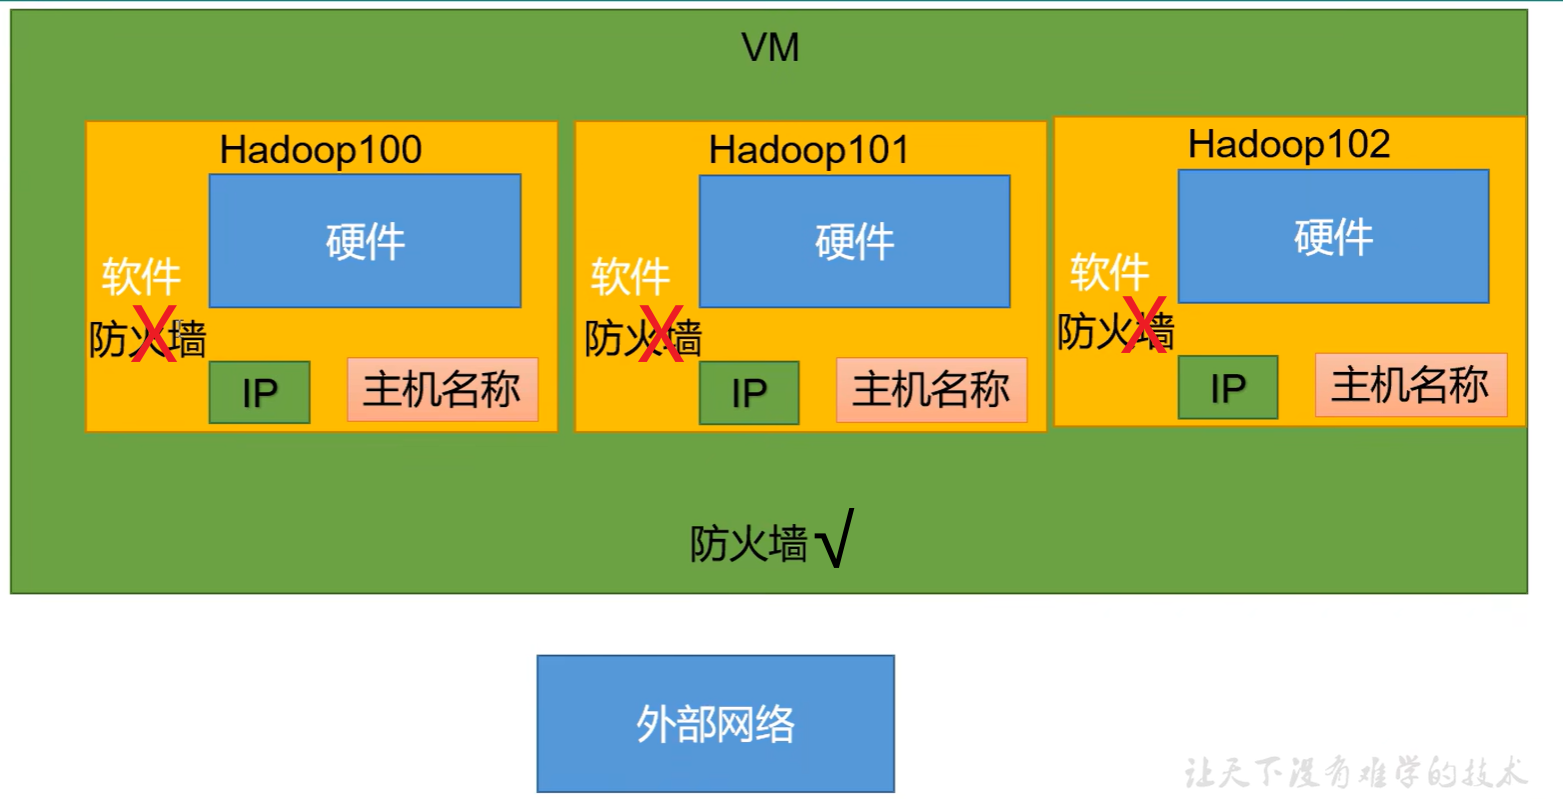 VM
Hadoop100
硬件
软件
防火墙
X
IP
主机名称
Hadoop101
硬件
软件
防火墙
X
IP
主机名称
Hadoop102
硬件
软件
防火墙
X
IP
主机名称
防火墙√
外部网络
让天下没有难学的技术